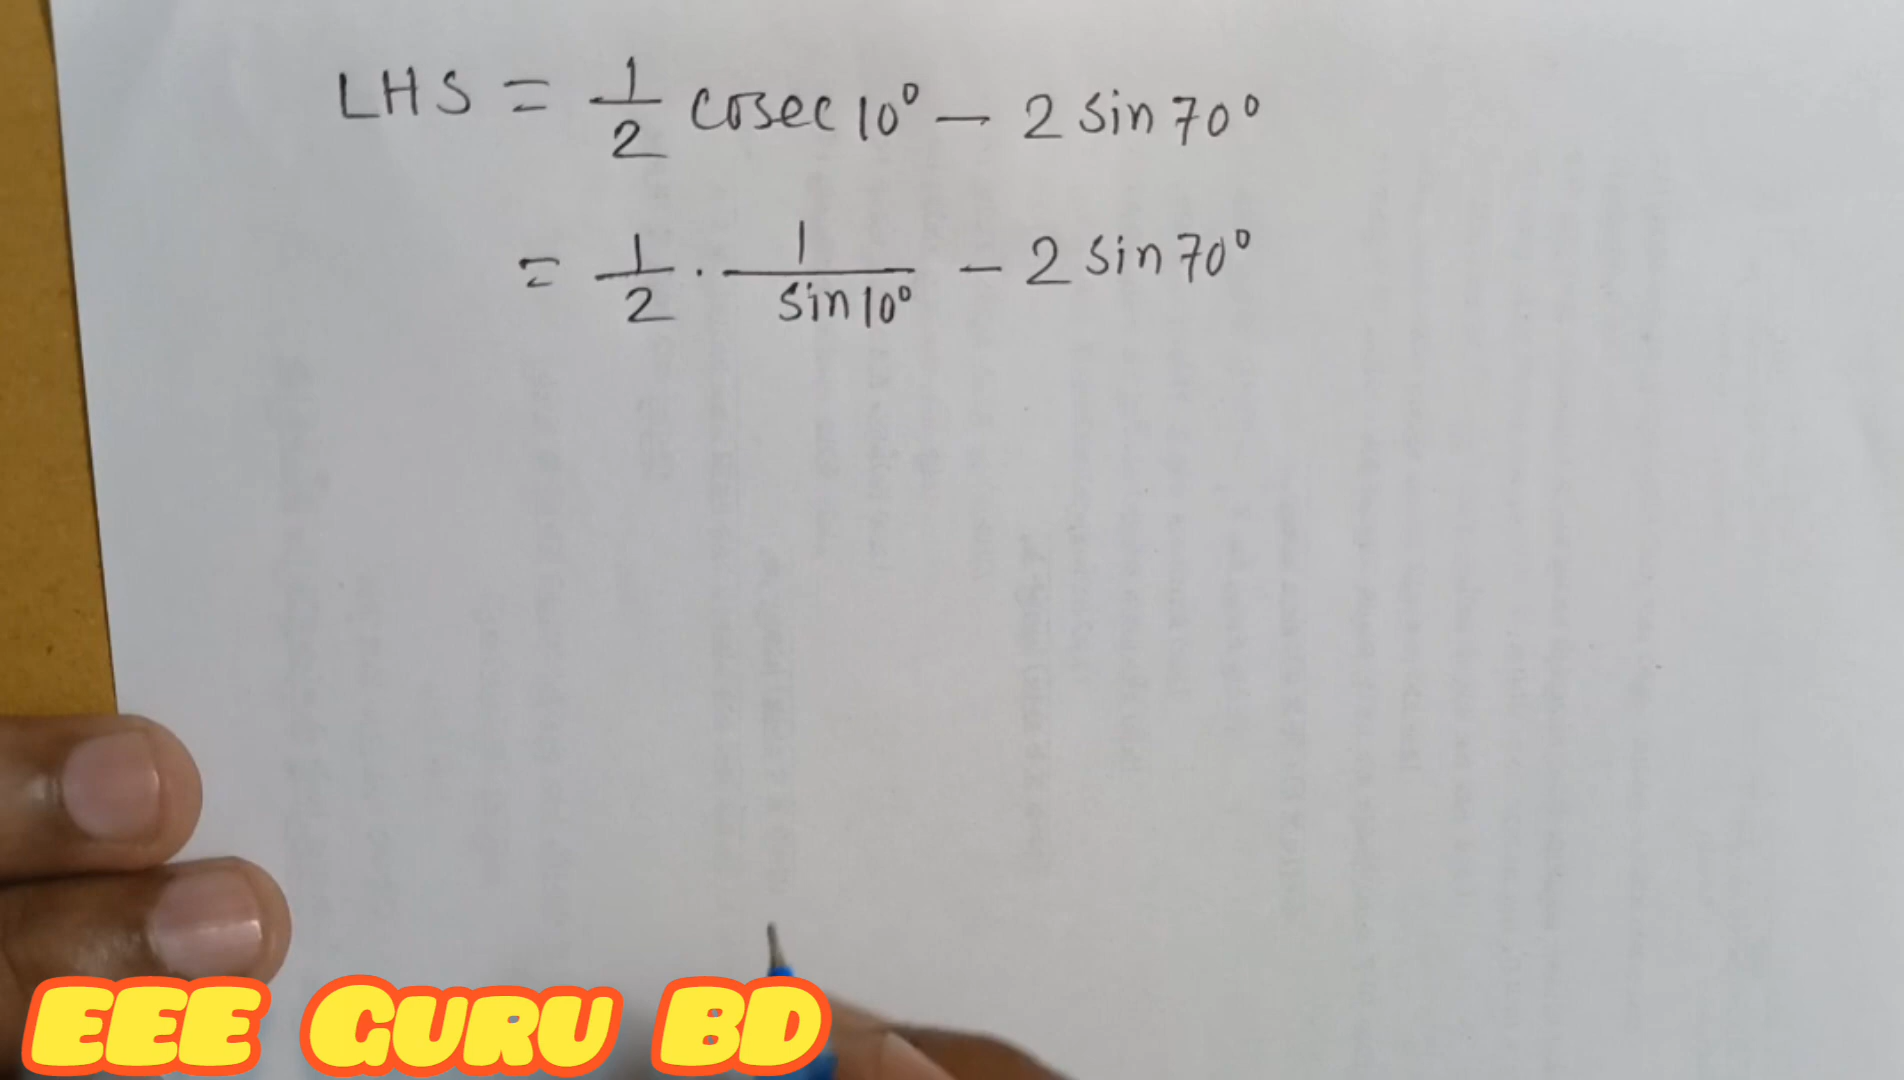 LHS = 1/2 cosec 10° − 2 sin 70°
= 1/2 · 1/sin 10° − 2 sin 70°
EEE GURU BD